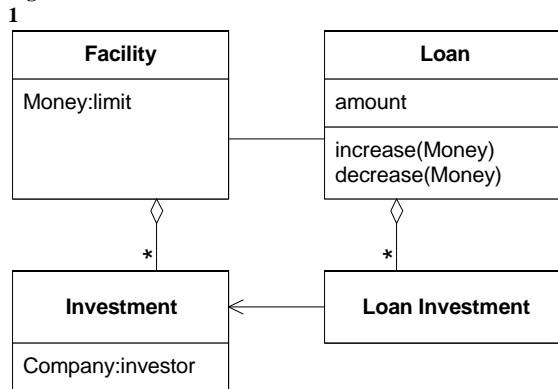 1
Facility
Money:limit
Loan
amount
increase(Money)
decrease(Money)
*
*
Investment
Company:investor
Loan Investment